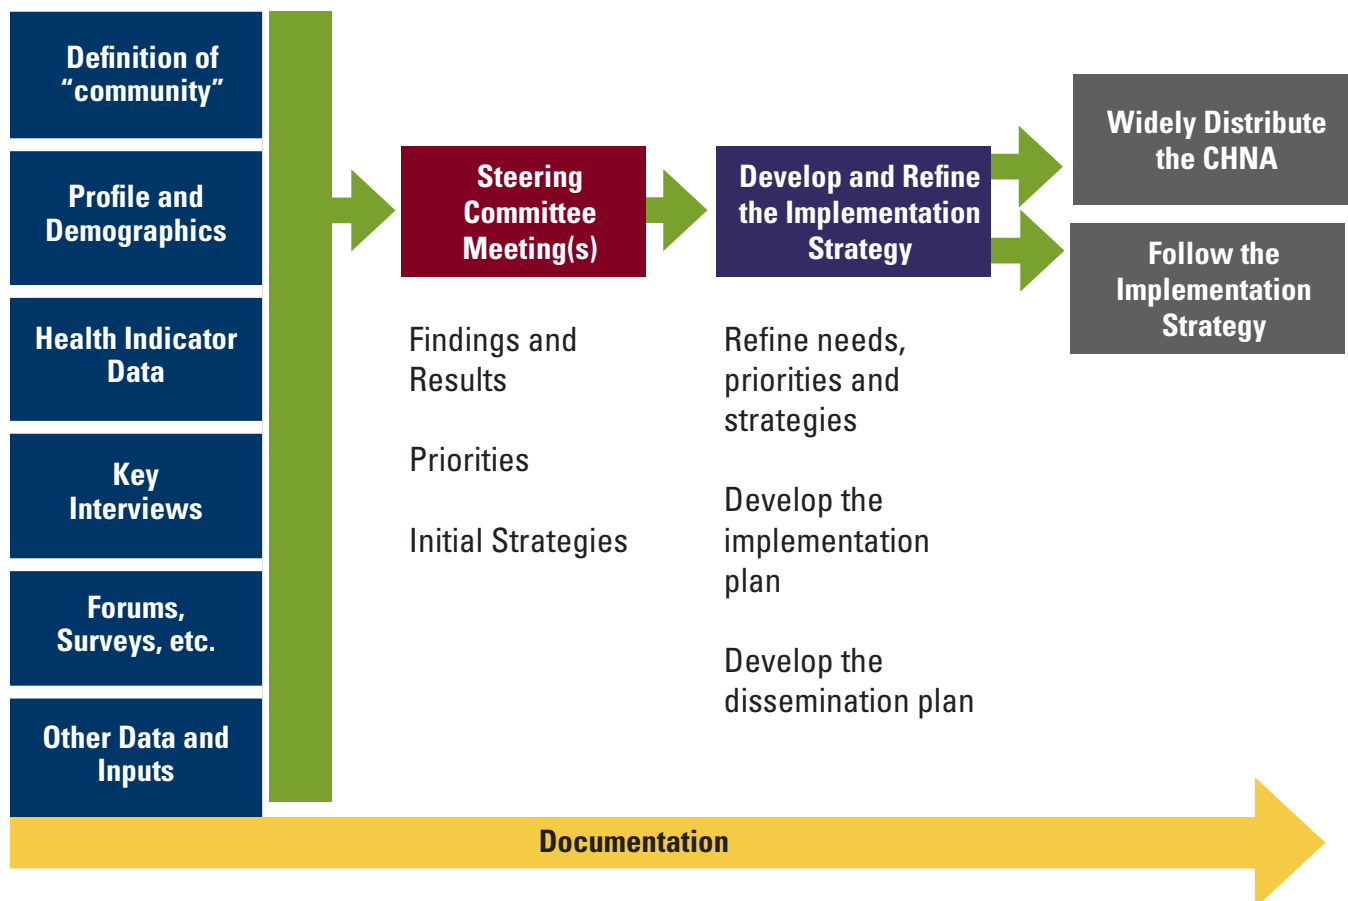 Definition of
“community”
Profile and
Demographics
Health Indicator
Data
Key
Interviews
Forums,
Surveys, etc.
Other Data and
Inputs
Steering
Committee
Meeting(s)
Findings and
Results
Priorities
Initial Strategies
Develop and Refine
the Implementation
Strategy
Refine needs,
priorities and
strategies
Develop the
implementation
plan
Develop the
dissemination plan
Widely Distribute
the CHNA
Follow the
Implementation
Strategy
Documentation